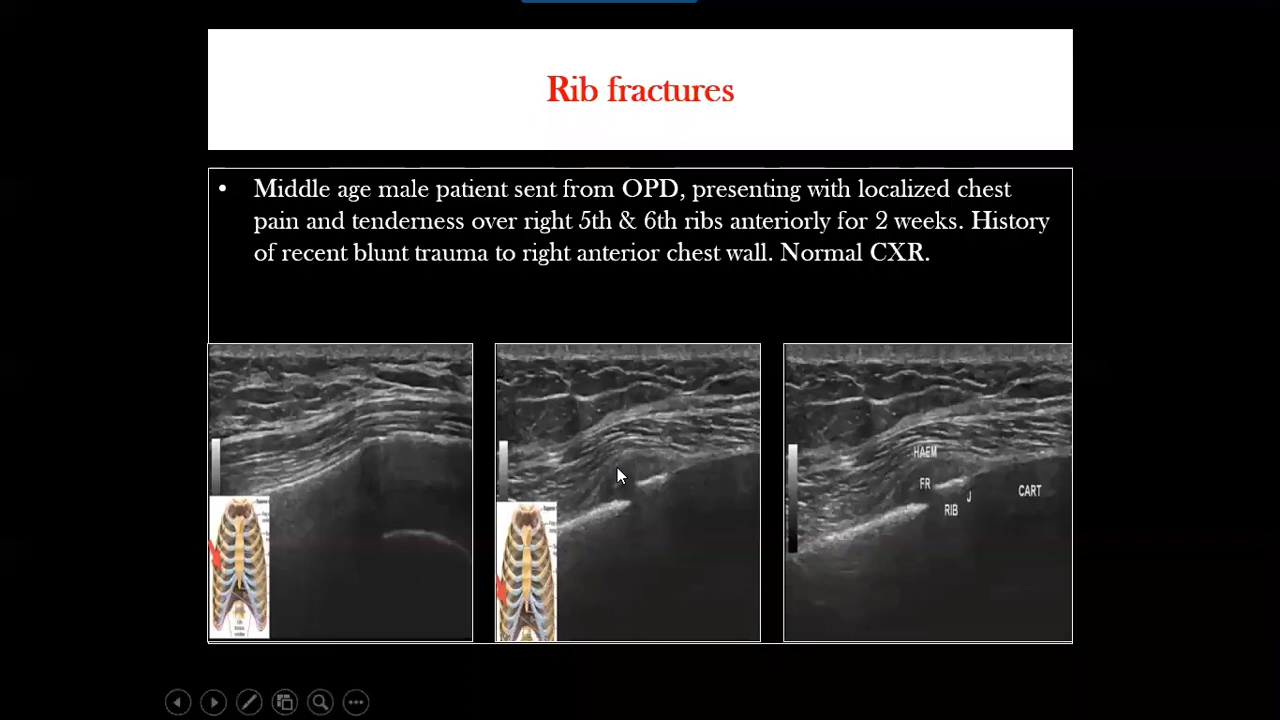 Rib fractures
• Middle age male patient sent from OPD, presenting with localized chest
pain and tenderness over right 5th & 6th ribs anteriorly for 2 weeks. History
of recent blunt trauma to right anterior chest wall. Normal CXR.
HAEM
FR
J
RIB
CART